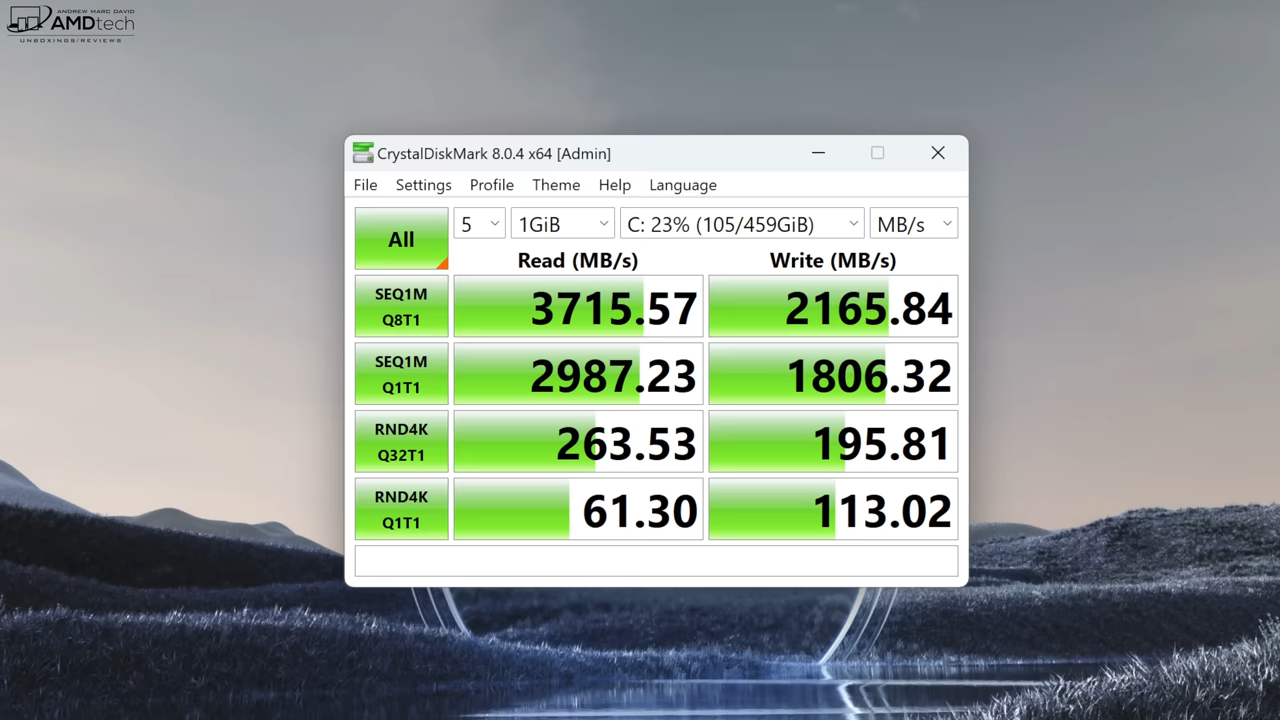 ANDREW MARC DAVID
AMDtech
UNBOXINGS/REVIEWS
CrystalDiskMark 8.0.4 x64 [Admin]
File Settings Profile Theme Help Language
All 5 1GiB C: 23% (105/459GiB) MB/s
Read (MB/s) Write (MB/s)
SEQ1M
Q8T1 3715.57 2165.84
SEQ1M
Q1T1 2987.23 1806.32
RND4K
Q32T1 263.53 195.81
RND4K
Q1T1 61.30 113.02